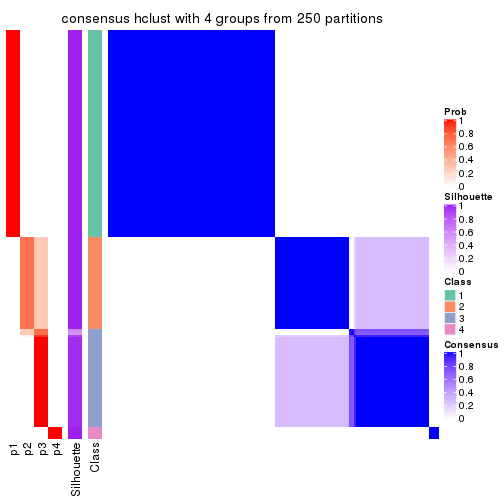 consensus hclust with 4 groups from 250 partitions
Prob
1
0.8
0.6
0.4
0.2
0
Silhouette
1
0.8
0.6
0.4
0.2
0
Class
1
2
3
4
Consensus
1
0.8
0.6
0.4
0.2
0
p1
p2
p3
p4
Silhouette
Class